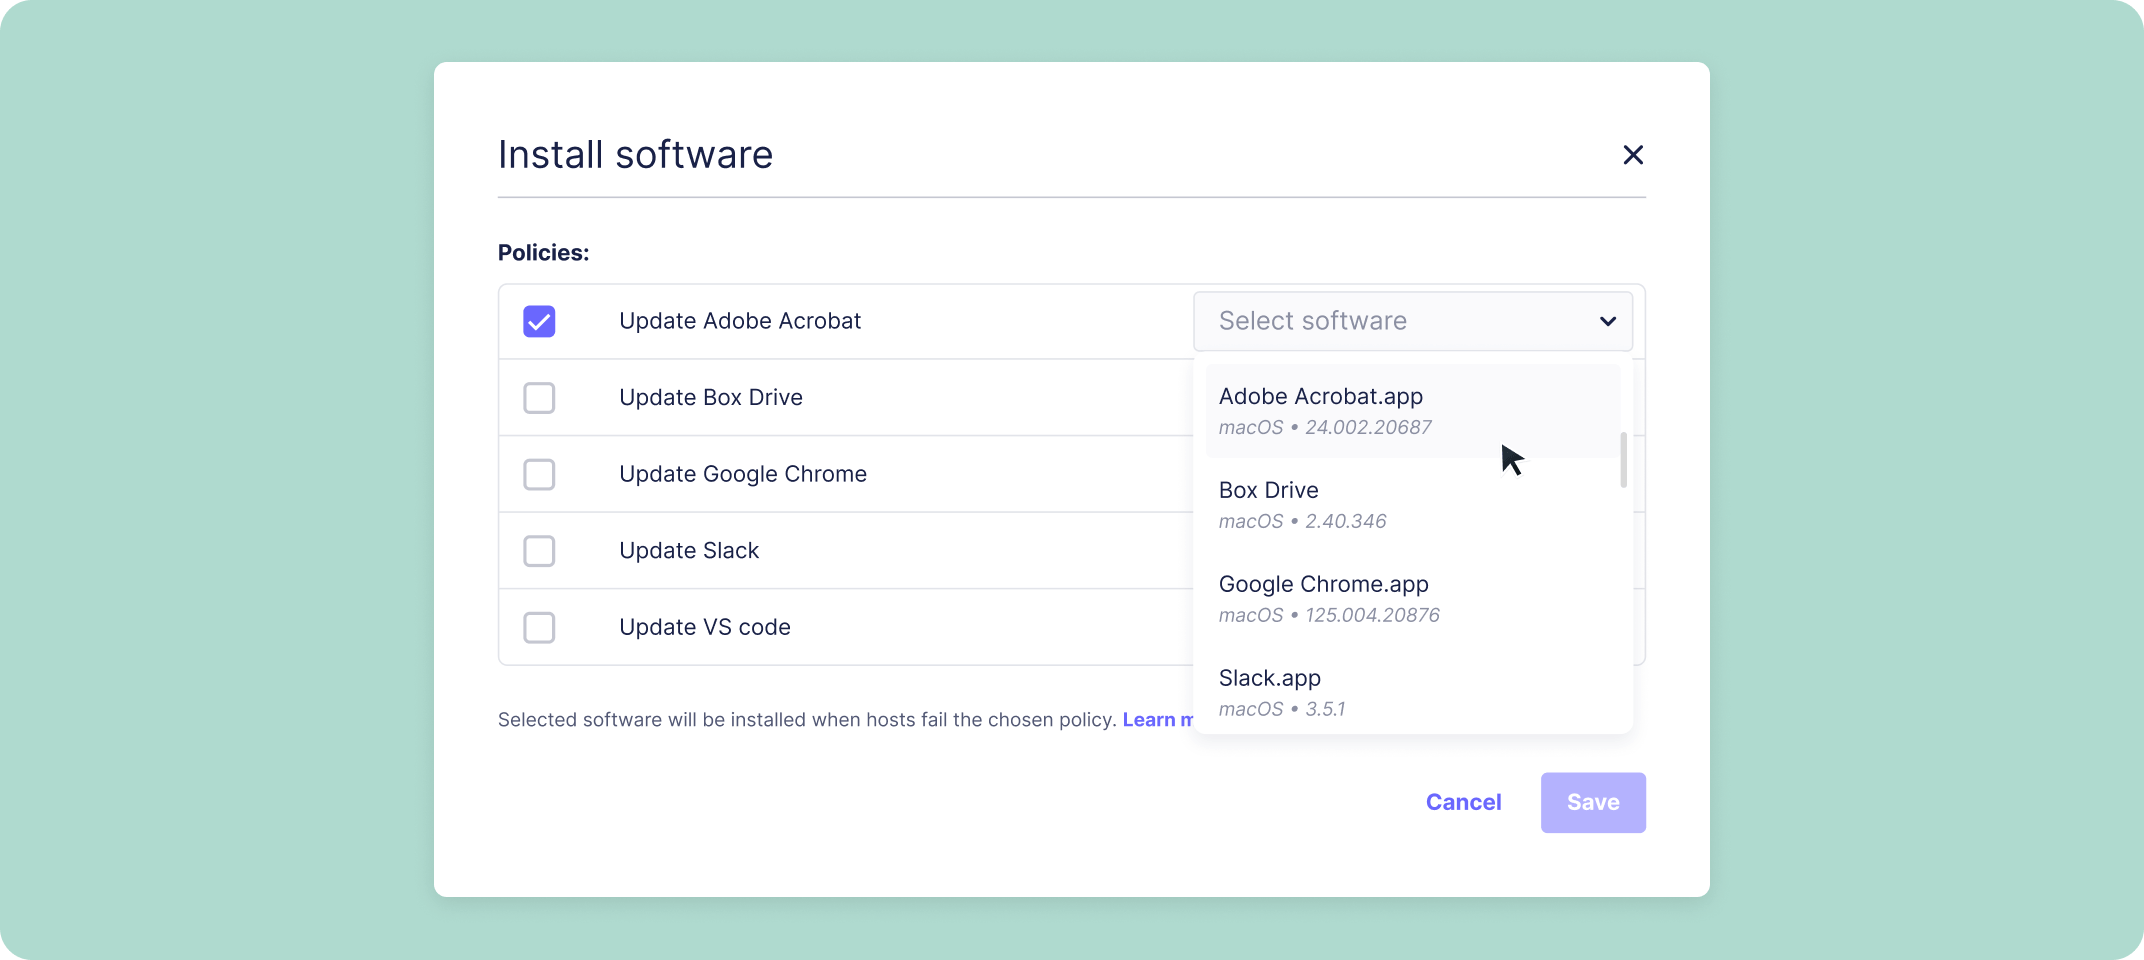 Install software
Policies:
Update Adobe Acrobat
Select software
Update Box Drive
Update Google Chrome
Update Slack
Update VS code
Adobe Acrobat.app
macOS • 24.002.20687
Box Drive
macOS • 2.40.346
Google Chrome.app
macOS • 125.004.20876
Slack.app
macOS • 3.5.1
Selected software will be installed when hosts fail the chosen policy. Learn
Cancel
Save